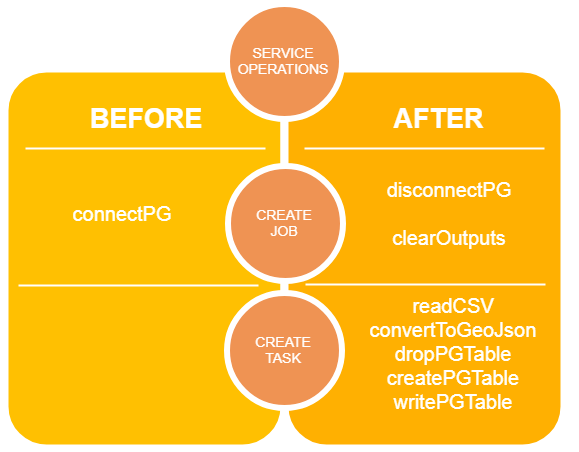 SERVICE
OPERATIONS
BEFORE
AFTER
connectPG
CREATE
JOB
disconnectPG
clearOutputs
CREATE
TASK
readCSV
convertToGeoJson
dropPGTable
createPGTable
writePGTable